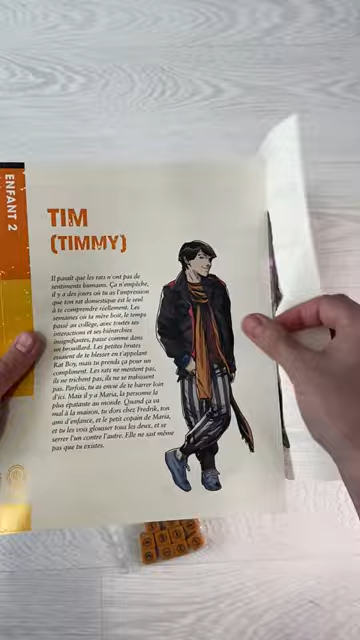 ENFANT 2
TIM
(TIMMY)
Il paraît que les rats n'ont pas de
sentiments humains. Ça n'empêche,
il y a des jours où tu as l'impression
que ton rat domestique est le seul
à te comprendre réellement. Les
semaines où ta mère boit, le temps
passé au collège, avec toutes ses
interactions et ses hiérarchies
insignifiantes, passe comme dans
un brouillard. Les petites brutes
essaient de te blesser en t'appelant
Rat Boy, mais tu prends ça pour un
compliment. Les rats ne mentent pas,
ils ne trichent pas, ils ne se trahissent
pas. Parfois, tu as envie de te barrer loin
d'ici. Mais il y a Maria, la personne la
plus épatante au monde. Quand ça va
mal à la maison, tu dors chez Fredrik, ton
ami d'enfance, et le petit copain de Maria,
et tu les vois glousser tous les deux, et se
serrer l'un contre l'autre. Elle ne sait même
pas que tu existes.